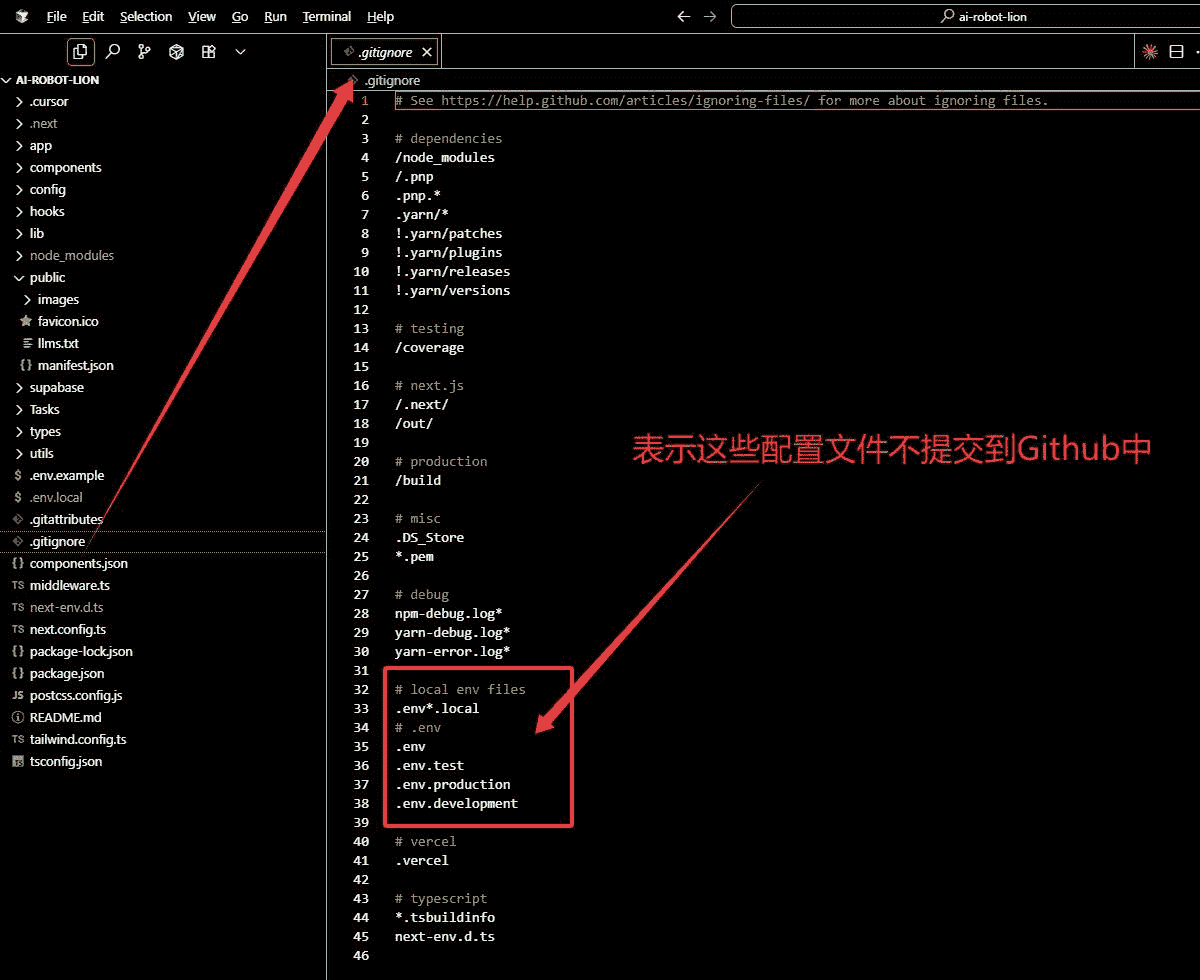 File Edit Selection View Go Run Terminal Help
ai-robot-lion
.gitignore
AI-ROBOT-LION
.cursor
.next
app
components
config
hooks
lib
node_modules
public
images
favicon.ico
llms.txt
{} manifest.json
supabase
Tasks
types
utils
$ .env.example
$ .env.local
.gitattributes
.gitignore
{} components.json
TS middleware.ts
TS next-env.d.ts
TS next.config.ts
{} package-lock.json
{} package.json
JS postcss.config.js
README.md
TS tailwind.config.ts
TS tsconfig.json
.gitignore
1 # See https://help.github.com/articles/ignoring-files/ for more about ignoring files.
2
3 # dependencies
4 /node_modules
5 /.pnp
6 .pnp.*
7 .yarn/*
8 !.yarn/patches
9 !.yarn/plugins
10 !.yarn/releases
11 !.yarn/versions
12
13 # testing
14 /coverage
15
16 # next.js
17 /.next/
18 /out/
19
20 # production
21 /build
22
23 # misc
24 .DS_Store
25 *.pem
26
27 # debug
28 npm-debug.log*
29 yarn-debug.log*
30 yarn-error.log*
31
32 # local env files
33 .env*.local
34 # .env
35 .env
36 .env.test
37 .env.production
38 .env.development
39
40 # vercel
41 .vercel
42
43 # typescript
44 *.tsbuildinfo
45 next-env.d.ts
46
表示这些配置文件不提交到Github中